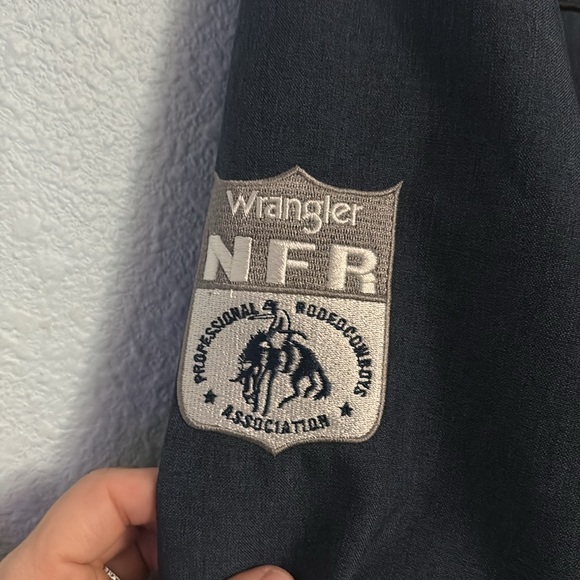 Wrangler
NFR
PROFESSIONAL RODEO COWBOYS
ASSOCIATION